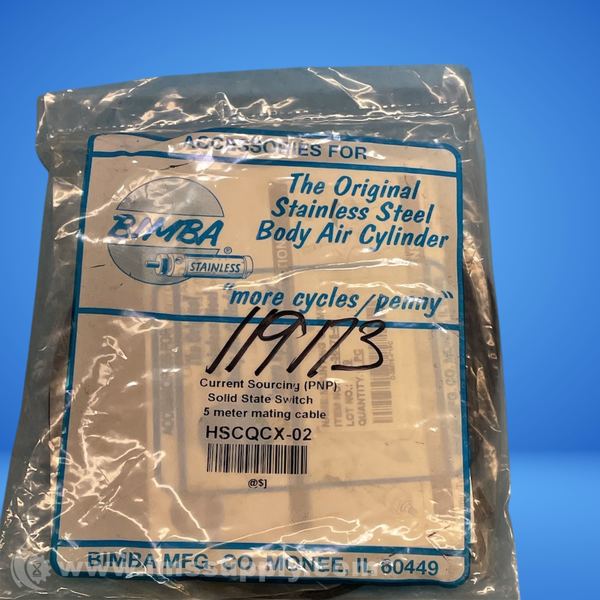 ACCESSORIES FOR
The Original
Stainless Steel
Body Air Cylinder
BIMBA
®
STAINLESS
"more cycles/penny"
119173
Current Sourcing (PNP)
Solid State Switch
5 meter mating cable
HSCQCX-02
@$]
BIMBA MFG. CO. MONEE, IL 60449